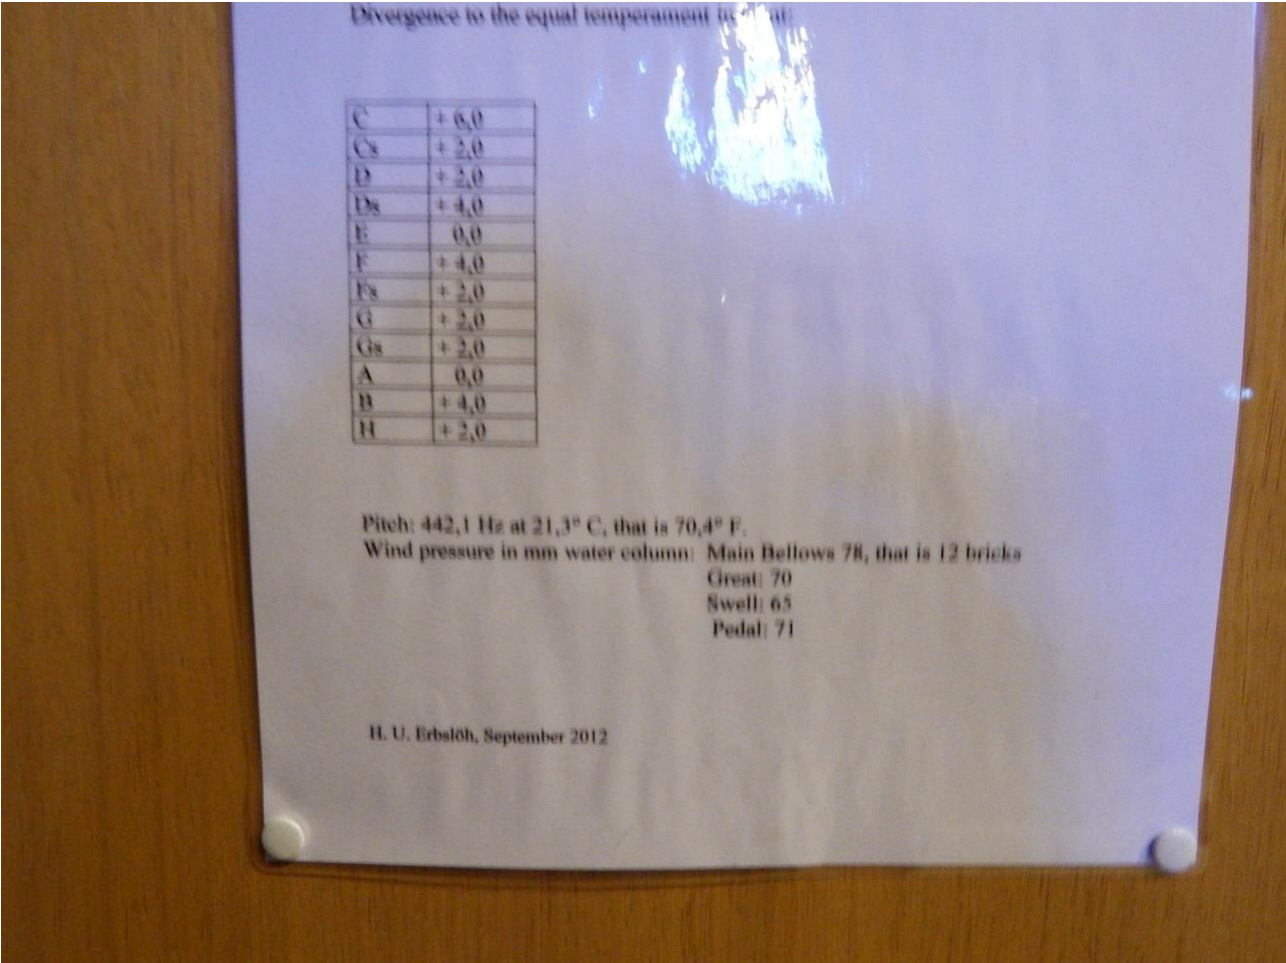 Divergence to the equal temperament
C + 6,0
Cs + 2,0
D + 2,0
Ds + 4,0
E 0,0
F + 4,0
Fs + 2,0
G + 2,0
Gs + 2,0
A 0,0
B + 4,0
H + 2,0
Pitch: 442,1 Hz at 21,3° C, that is 70,4° F.
Wind pressure in mm water column: Main Bellows 78, that is 12 bricks
Great: 70
Swell: 65
Pedal: 71
H. U. Erbslöh, September 2012